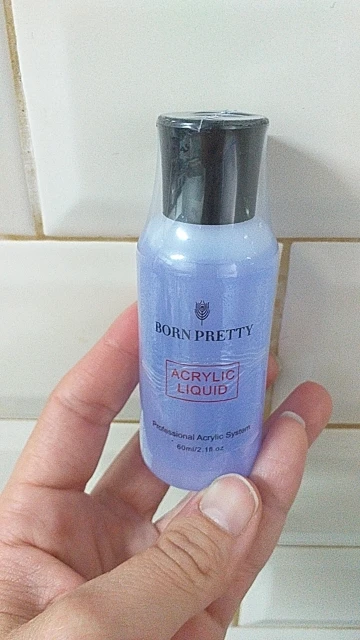 BORN PRETTY
ACRYLIC
LIQUID
Professional Acrylic System
60ml/2.1fl oz